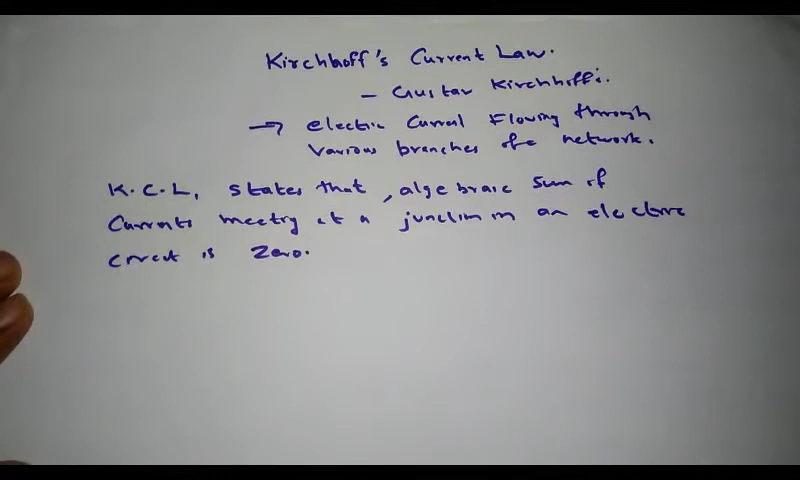 Kirchhoff's Current Law.
- Gustav Kirchhoff.
→ electric Current Flowing through
Various branches of a network.
K.C.L, states that, algebraic sum of
Currents meeting at a junction in an electric
circuit is zero.